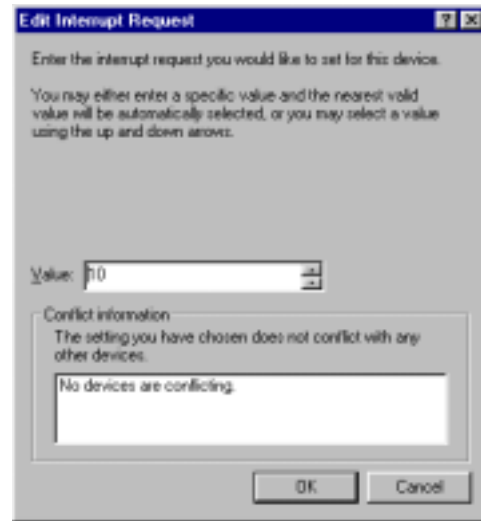 Edit Interrupt Request
Enter the interrupt request you would like to set for this device.
You may either enter a specific value and the nearest valid
value will be automatically selected, or you may select a value
using the up and down arrows.
Value: 10
Conflict information
The setting you have chosen does not conflict with any
other devices.
No devices are conflicting.
OK Cancel